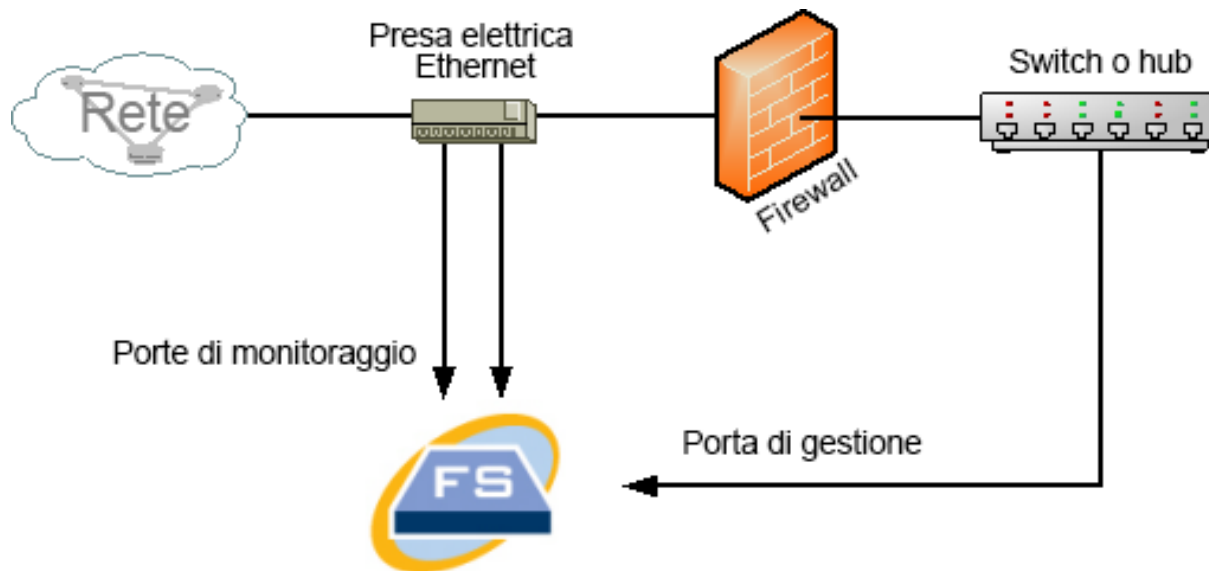 Presa elettrica
Ethernet
Switch o hub
Rete
Firewall
Porte di monitoraggio
Porta di gestione
FS